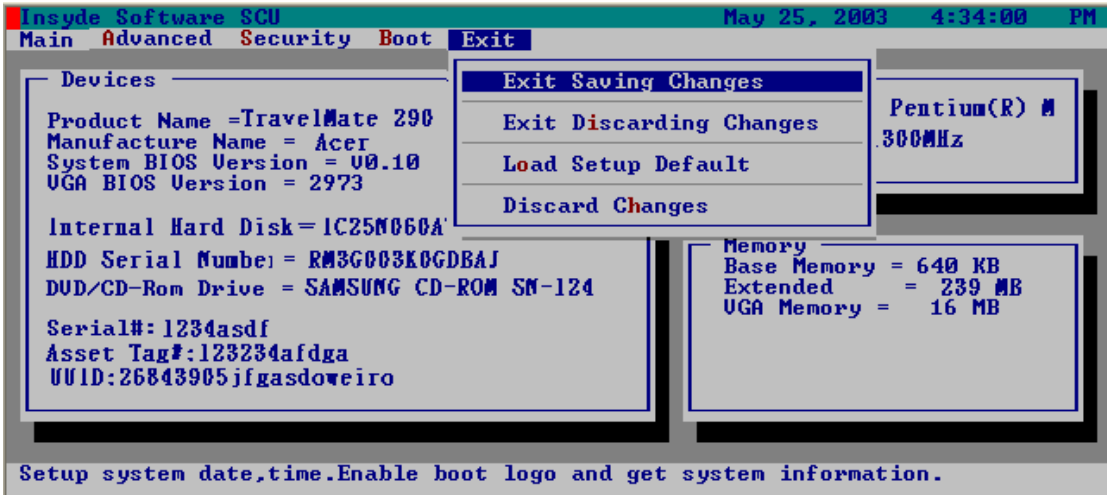 Insyde Software SCU May 25, 2003 4:34:00 PM
Main Advanced Security Boot Exit
Exit Saving Changes
Exit Discarding Changes
Load Setup Default
Discard Changes
Devices
Product Name =TravelMate 290
Manufacture Name = Acer
System BIOS Version = V0.10
VGA BIOS Version = 2973
Internal Hard Disk=IC25N060A
HDD Serial Number = RM3G003K0GDBAJ
DVD/CD-Rom Drive = SAMSUNG CD-ROM SN-124
Serial#:1234asdf
Asset Tag#:123234afdga
UUID:26843905jfgasdoweiro
Pentium(R) M
.300MHz
Memory
Base Memory = 640 KB
Extended = 239 MB
VGA Memory = 16 MB
Setup system date,time.Enable boot logo and get system information.